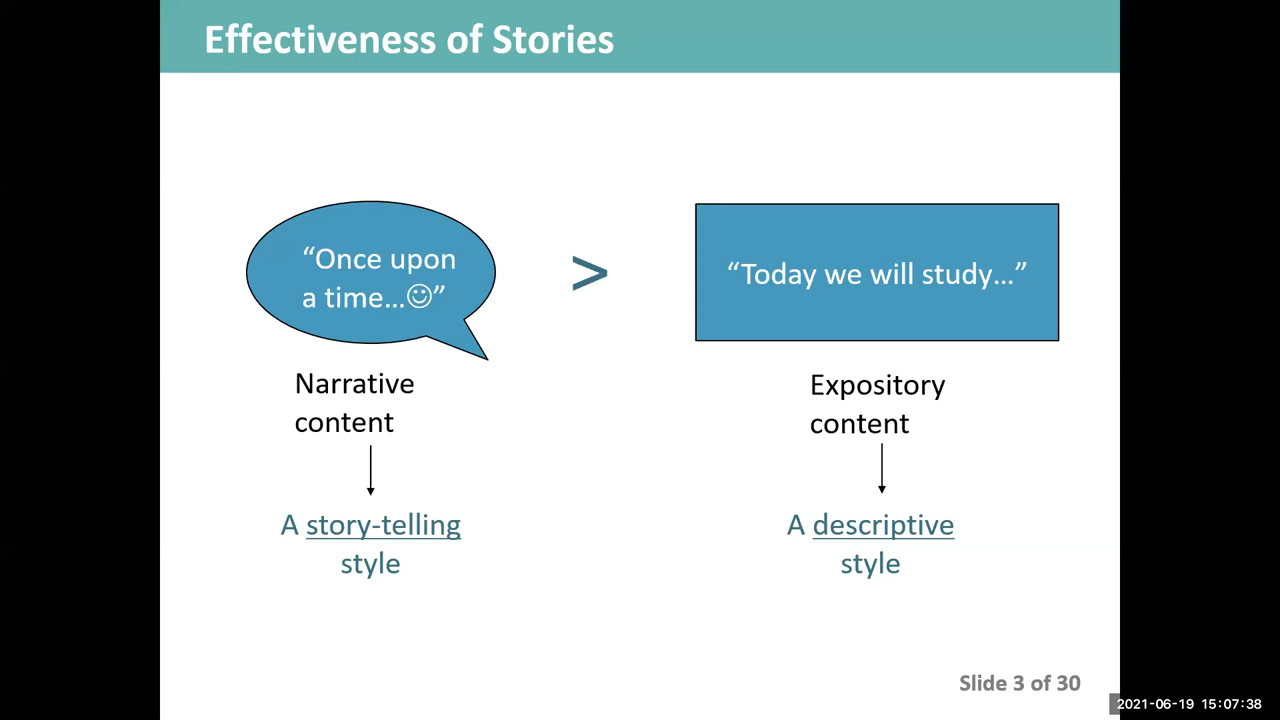 Effectiveness of Stories
“Once upon
a time…☺”
>
“Today we will study…”
Narrative
content
Expository
content
A story-telling
style
A descriptive
style
Slide 3 of 30
2021-06-19 15:07:38